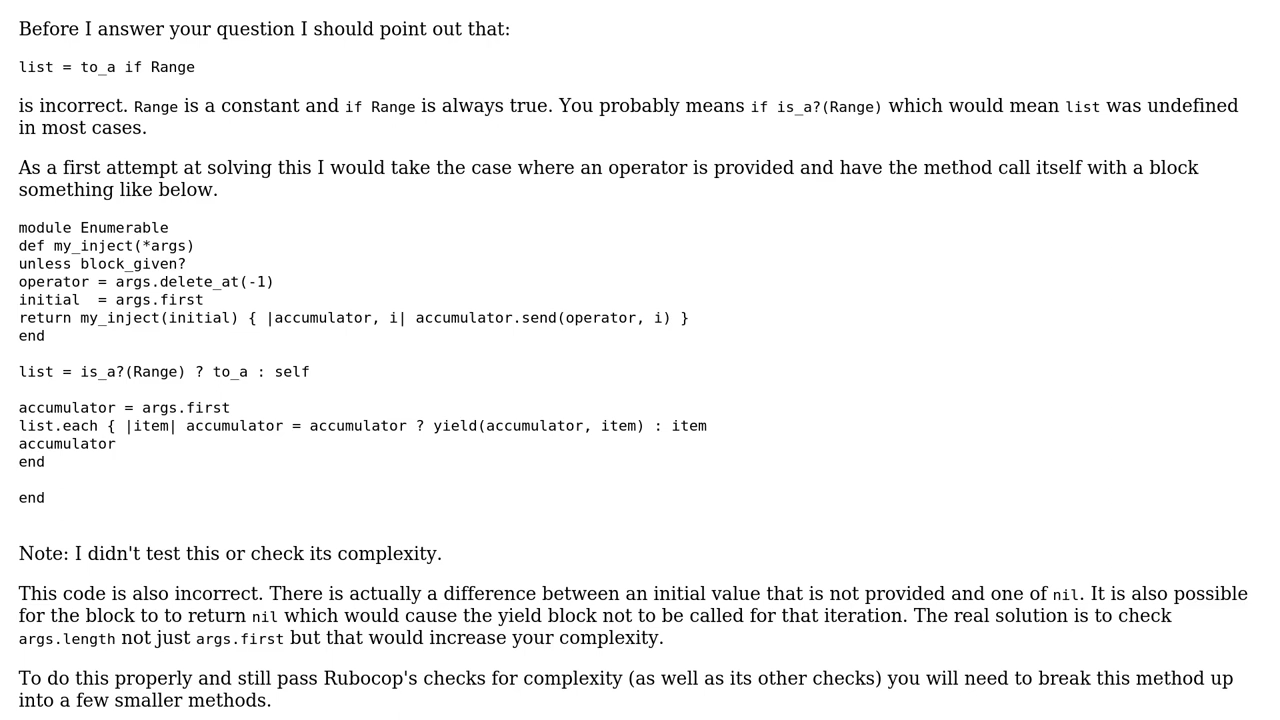 Before I answer your question I should point out that:
list = to_a if Range
is incorrect. Range is a constant and if Range is always true. You probably means if is_a?(Range) which would mean list was undefined
in most cases.
As a first attempt at solving this I would take the case where an operator is provided and have the method call itself with a block
something like below.
module Enumerable
def my_inject(*args)
unless block_given?
operator = args.delete_at(-1)
initial  = args.first
return my_inject(initial) { |accumulator, i| accumulator.send(operator, i) }
end
list = is_a?(Range) ? to_a : self
accumulator = args.first
list.each { |item| accumulator = accumulator ? yield(accumulator, item) : item
accumulator
end
end
Note: I didn't test this or check its complexity.
This code is also incorrect. There is actually a difference between an initial value that is not provided and one of nil. It is also possible
for the block to to return nil which would cause the yield block not to be called for that iteration. The real solution is to check
args.length not just args.first but that would increase your complexity.
To do this properly and still pass Rubocop's checks for complexity (as well as its other checks) you will need to break this method up
into a few smaller methods.